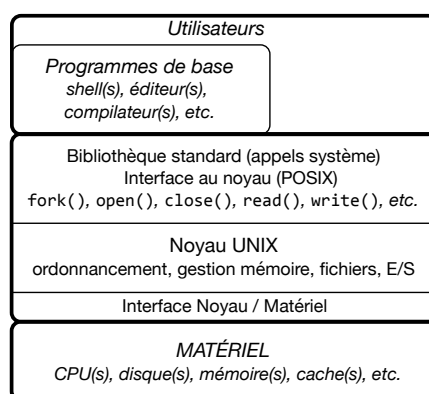 Utilisateurs
Programmes de base
shell(s), éditeur(s),
compilateur(s), etc.
Bibliothèque standard (appels système)
Interface au noyau (POSIX)
fork(), open(), close(), read(), write(), etc.
Noyau UNIX
ordonnancement, gestion mémoire, fichiers, E/S
Interface Noyau / Matériel
MATÉRIEL
CPU(s), disque(s), mémoire(s), cache(s), etc.